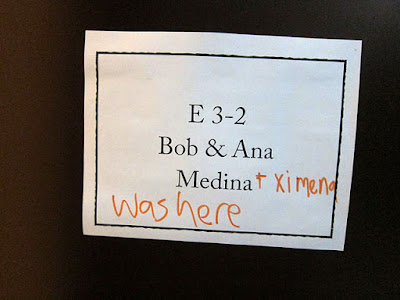 E 3-2
Bob & Ana
Medina + Ximena
was here